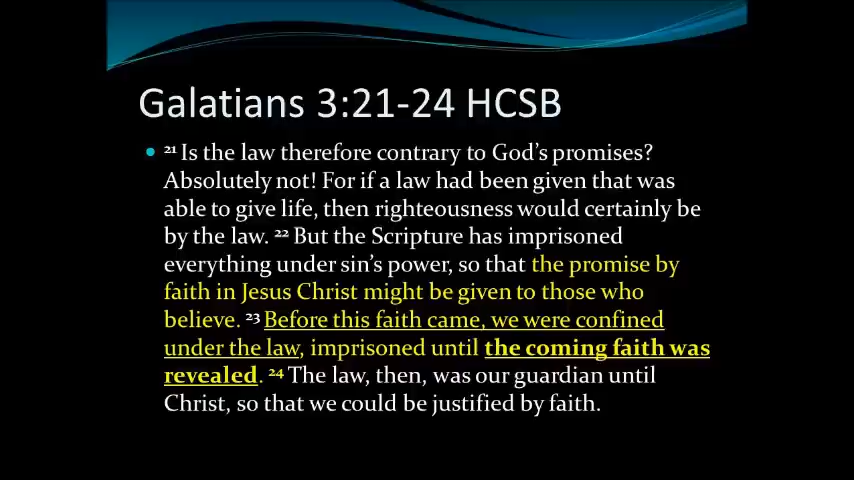 Galatians 3:21-24 HCSB
• ²¹ Is the law therefore contrary to God’s promises?
Absolutely not! For if a law had been given that was
able to give life, then righteousness would certainly be
by the law. ²² But the Scripture has imprisoned
everything under sin’s power, so that the promise by
faith in Jesus Christ might be given to those who
believe. ²³ Before this faith came, we were confined
under the law, imprisoned until the coming faith was
revealed. ²⁴ The law, then, was our guardian until
Christ, so that we could be justified by faith.